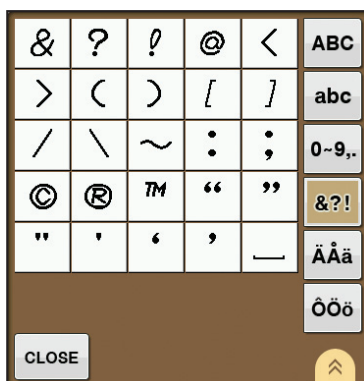 & ? ! @ < ABC
> ( ) [ ] abc
/ \ ~ : ; 0~9,.
© ® ™ “ ” &?!
" ' ‘ ’ _ ÄÅä
ÔÖö
CLOSE